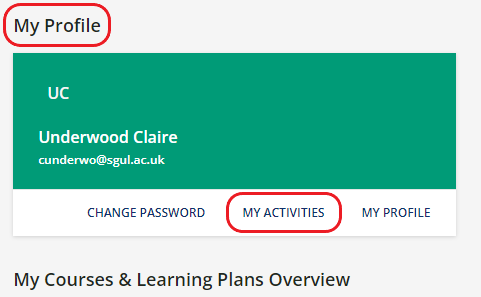 My Profile
UC
Underwood Claire
cunderwo@sgul.ac.uk
CHANGE PASSWORD MY ACTIVITIES MY PROFILE
My Courses & Learning Plans Overview